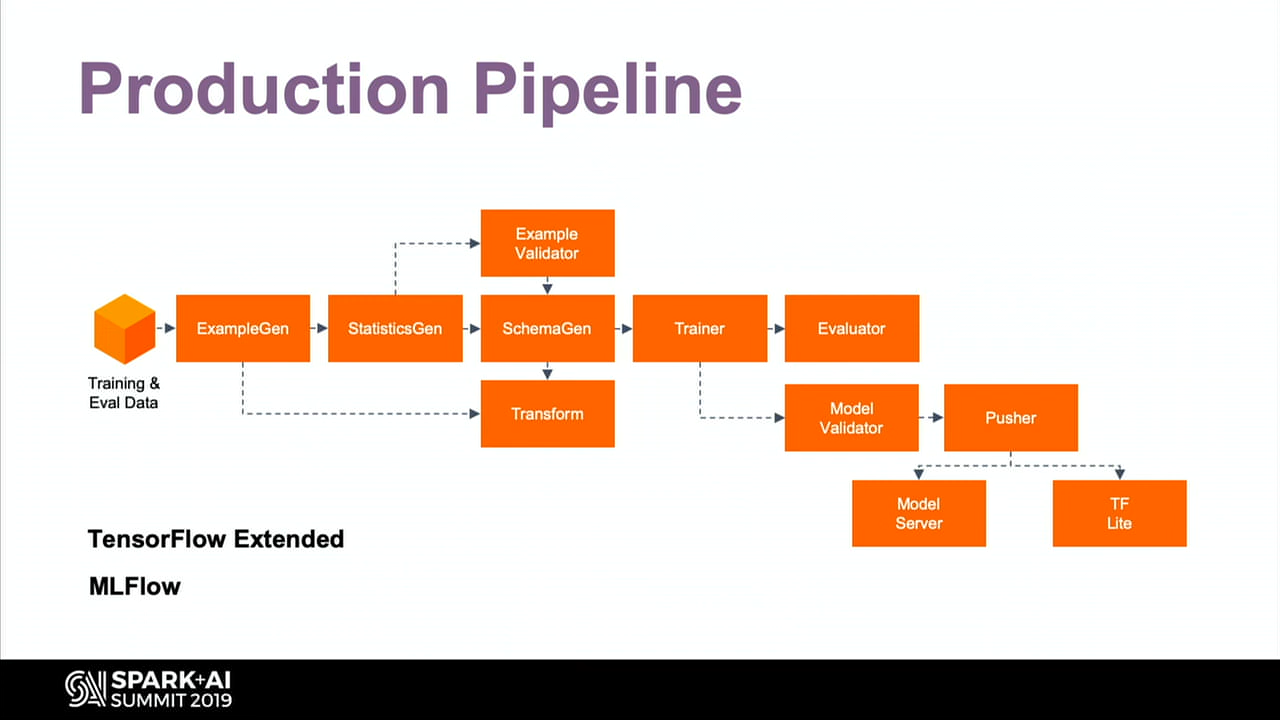 Production Pipeline
Example
Validator
Training &
Eval Data
ExampleGen
StatisticsGen
SchemaGen
Trainer
Evaluator
Transform
Model
Validator
Pusher
Model
Server
TF
Lite
TensorFlow Extended
MLFlow
SPARK+AI
SUMMIT 2019